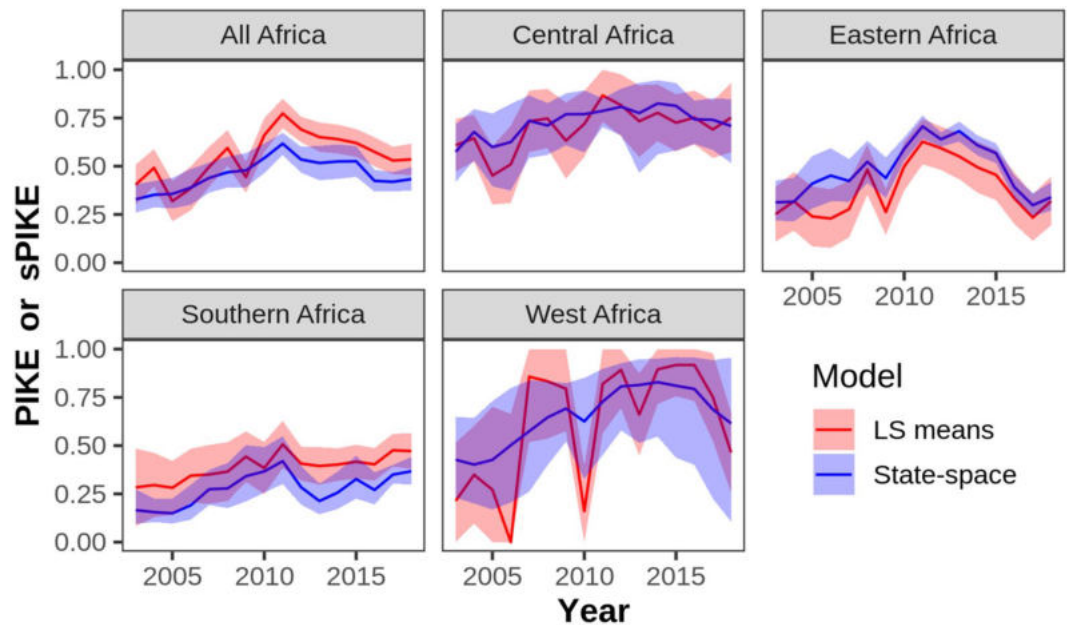 All Africa
Central Africa
Eastern Africa
1.00
0.75
0.50
0.25
0.00
2005 2010 2015
Southern Africa
West Africa
1.00
0.75
0.50
0.25
0.00
2005 2010 2015
2005 2010 2015
PIKE or sPIKE
Year
Model
LS means
State-space